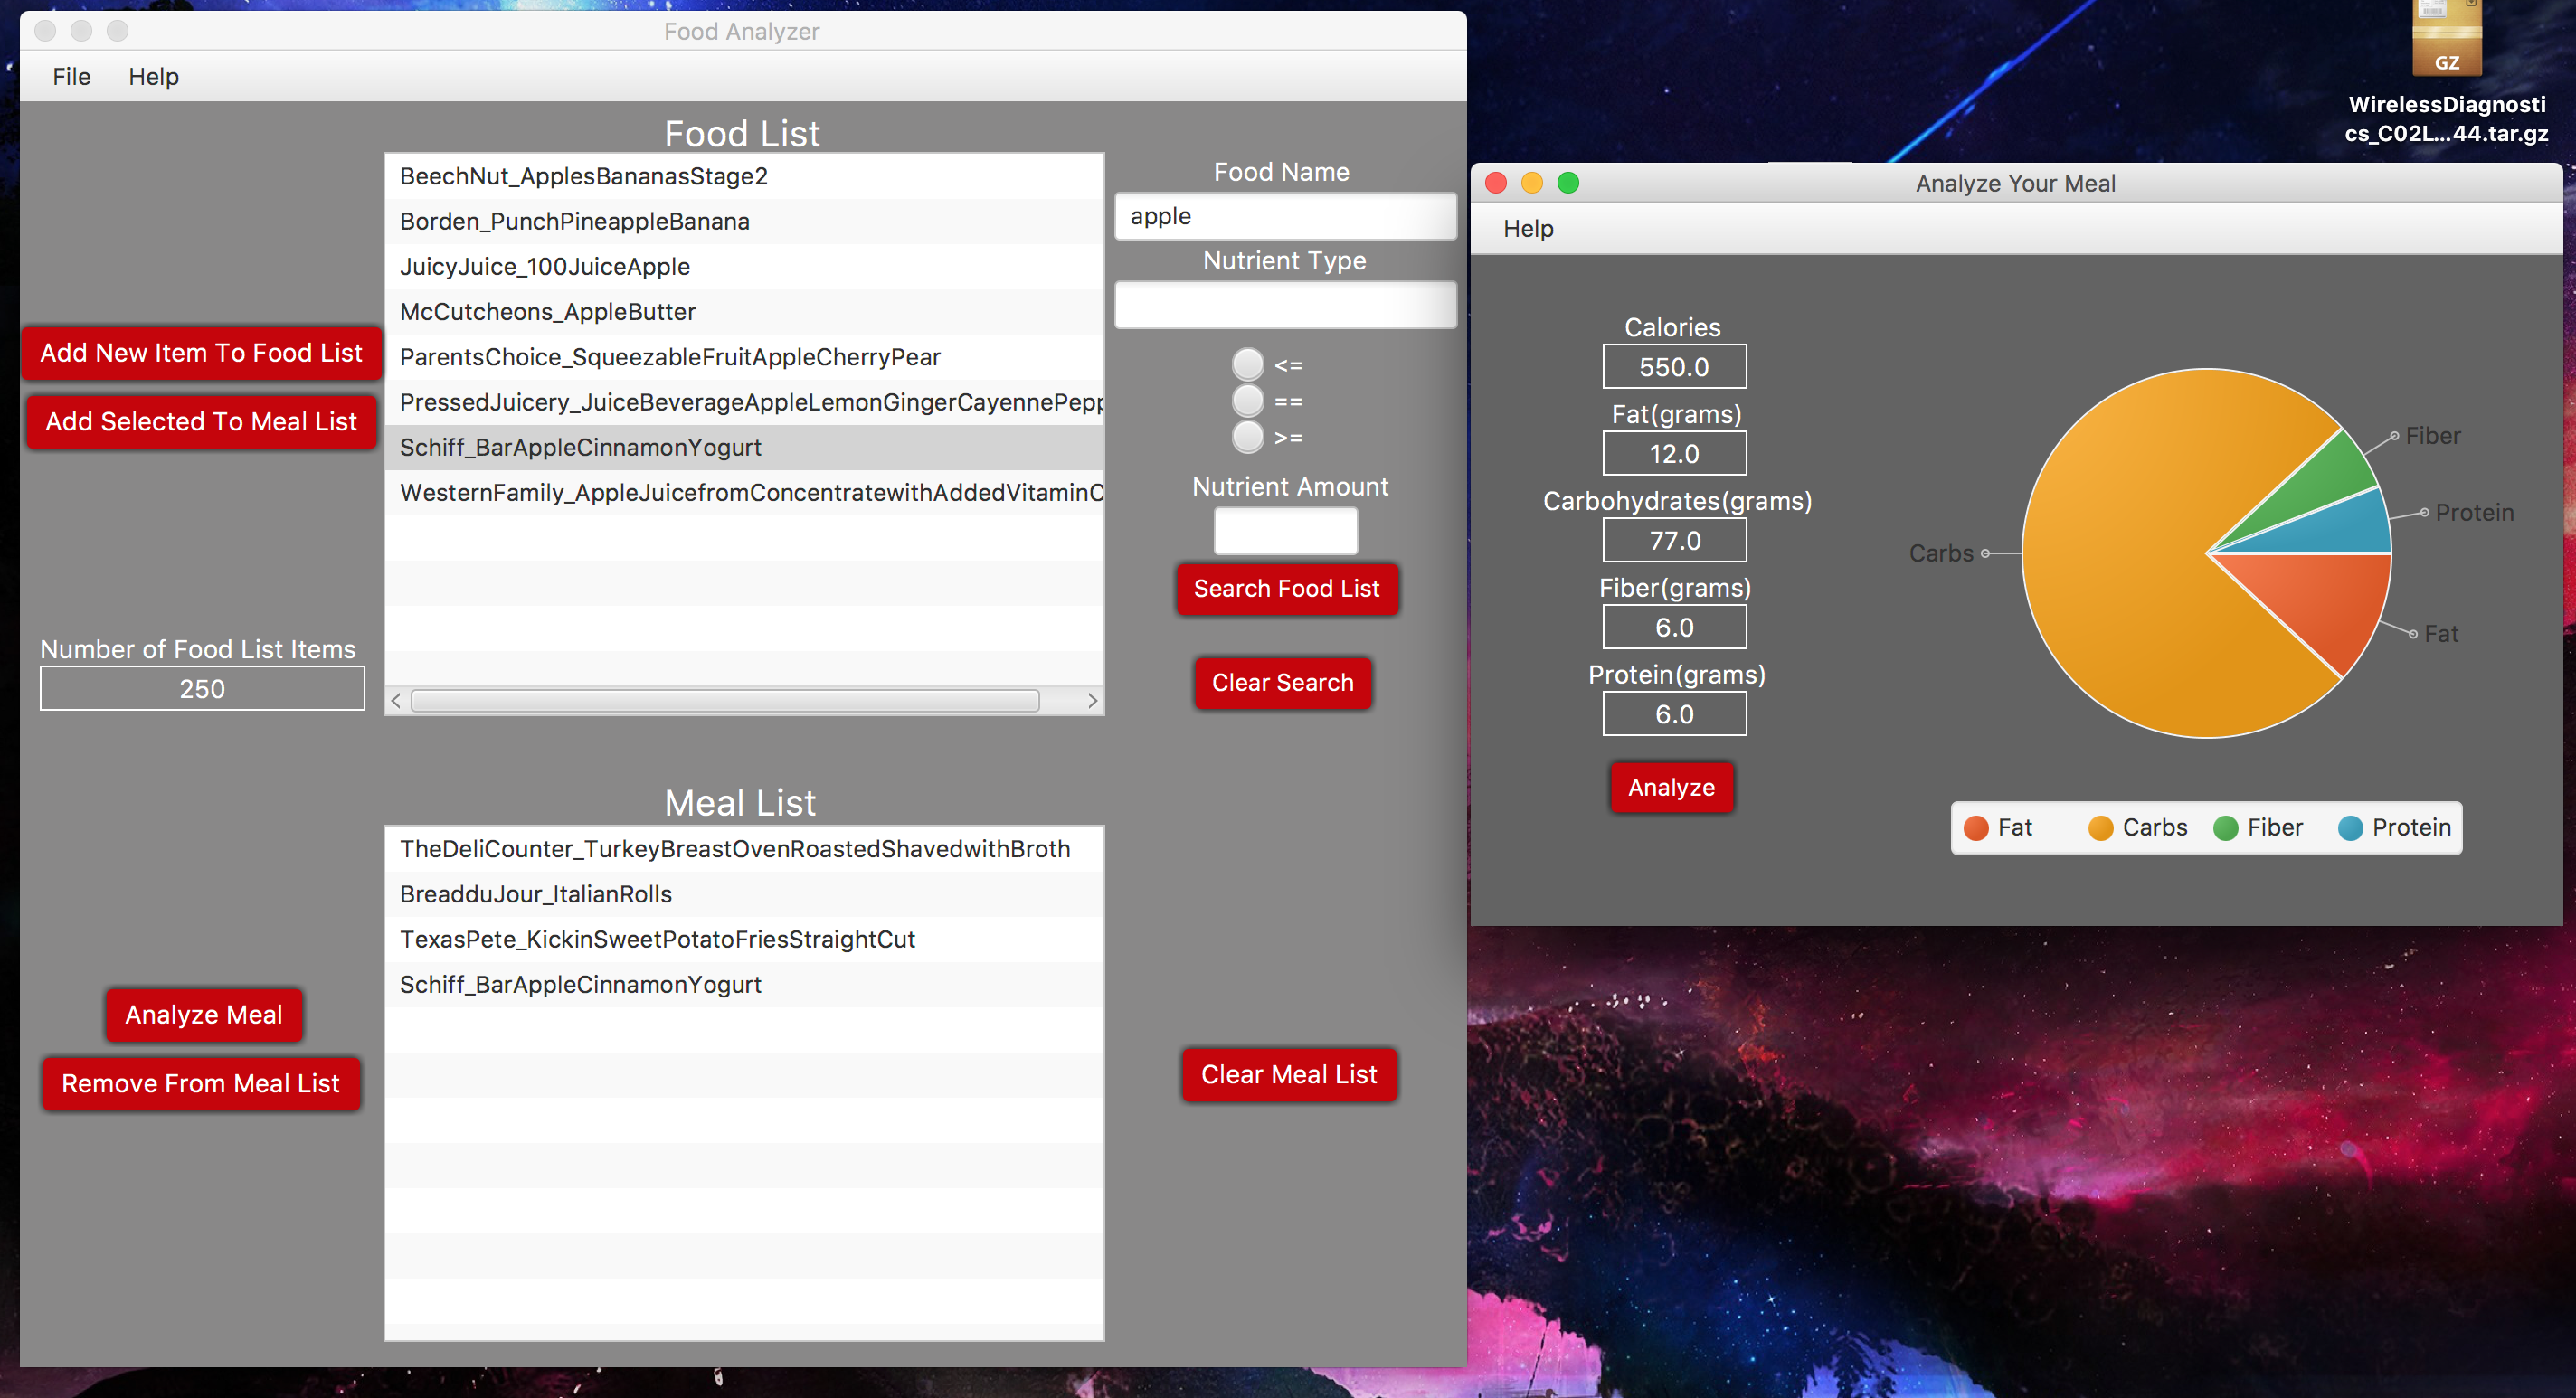 Food Analyzer
File Help
Food List
BeechNut_ApplesBananasStage2
Borden_PunchPineappleBanana
JuicyJuice_100JuiceApple
McCutcheons_AppleButter
ParentsChoice_SqueezableFruitAppleCherryPear
PressedJuicery_JuiceBeverageAppleLemonGingerCayennePepp
Schiff_BarAppleCinnamonYogurt
WesternFamily_AppleJuicefromConcentratewithAddedVitaminC
Add New Item To Food List
Add Selected To Meal List
Number of Food List Items
250
Food Name
apple
Nutrient Type
<=
==
>=
Nutrient Amount
Search Food List
Clear Search
Meal List
TheDeliCounter_TurkeyBreastOvenRoastedShavedwithBroth
BreadduJour_ItalianRolls
TexasPete_KickinSweetPotatoFriesStraightCut
Schiff_BarAppleCinnamonYogurt
Analyze Meal
Remove From Meal List
Clear Meal List
GZ
WirelessDiagnosti
cs_C02L...44.tar.gz
Analyze Your Meal
Help
Calories
550.0
Fat(grams)
12.0
Carbohydrates(grams)
77.0
Fiber(grams)
6.0
Protein(grams)
6.0
Analyze
Fiber
Protein
Carbs
Fat
Fat Carbs Fiber Protein